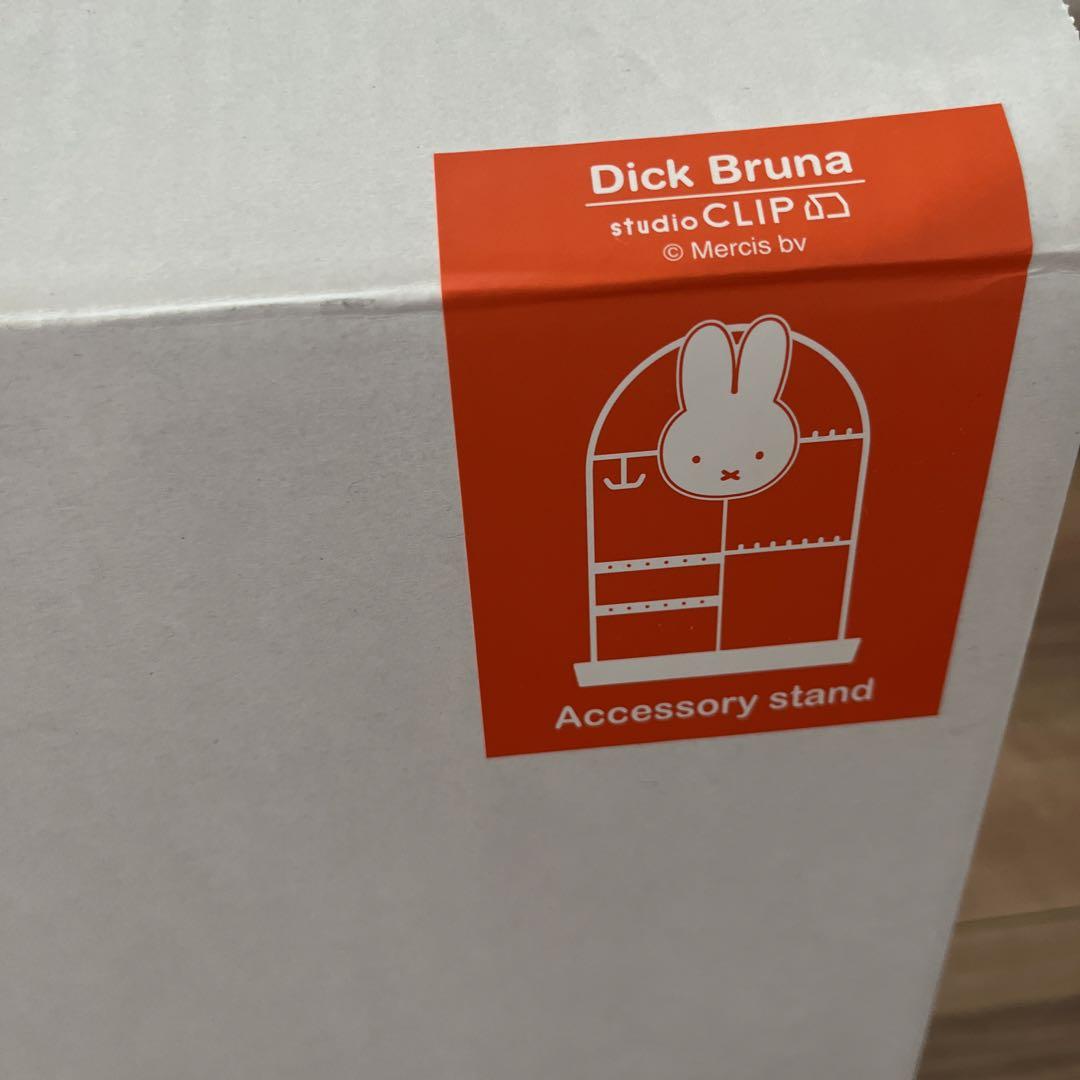 Dick Bruna
studio CLIP
© Mercis bv
Accessory stand